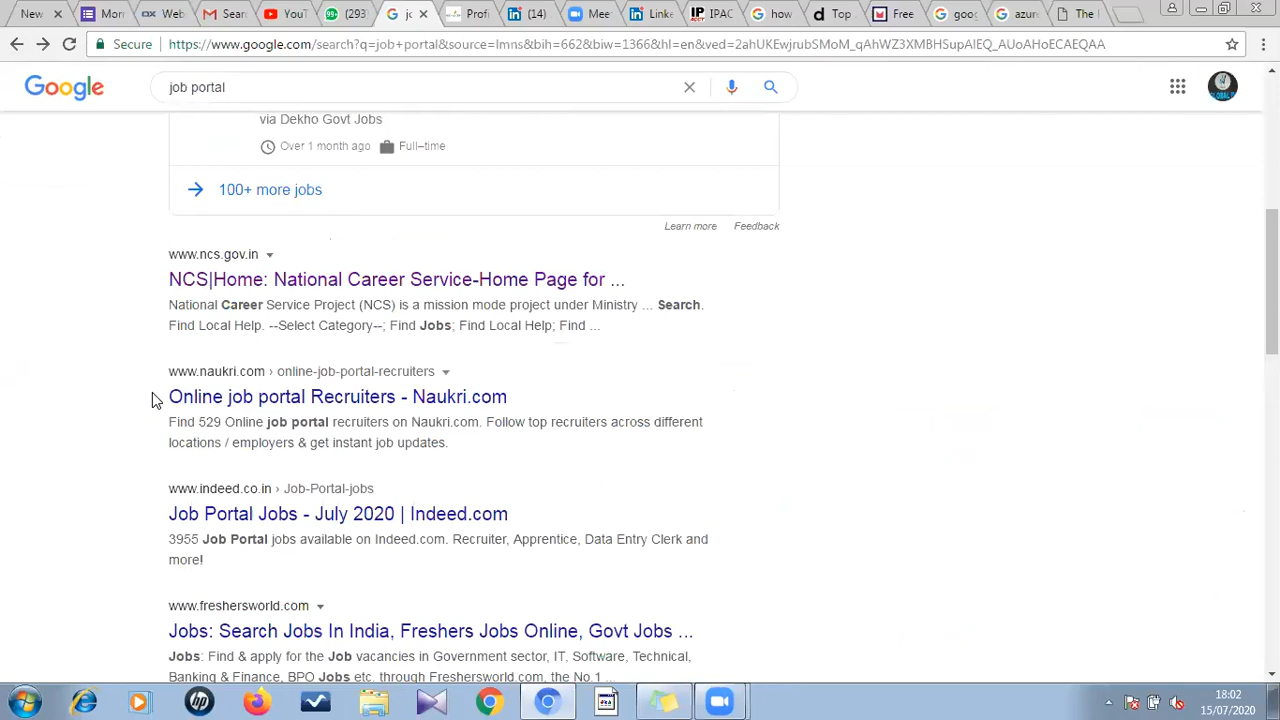 New
Mor
Web
Sear
Yout
(293
jo
Profi
(14)
Mee
Linke
IPAC
how
Top
Free
goog
azure
The I
Secure https://www.google.com/search?q=job+portal&source=lmns&bih=662&biw=1366&hl=en&ved=2ahUKEwjrubSMoM_qAhWZ3XMBHSupAlEQ_AUoAHoECAEQAA
Google
job portal
via Dekho Govt Jobs
Over 1 month ago Full–time
100+ more jobs
Learn more Feedback
www.ncs.gov.in
NCS|Home: National Career Service-Home Page for ...
National Career Service Project (NCS) is a mission mode project under Ministry ... Search.
Find Local Help. --Select Category--; Find Jobs; Find Local Help; Find ...
www.naukri.com › online-job-portal-recruiters
Online job portal Recruiters - Naukri.com
Find 529 Online job portal recruiters on Naukri.com. Follow top recruiters across different
locations / employers & get instant job updates.
www.indeed.co.in › Job-Portal-jobs
Job Portal Jobs - July 2020 | Indeed.com
3955 Job Portal jobs available on Indeed.com. Recruiter, Apprentice, Data Entry Clerk and
more!
www.freshersworld.com
Jobs: Search Jobs In India, Freshers Jobs Online, Govt Jobs ...
Jobs: Find & apply for the Job vacancies in Government sector, IT, Software, Technical,
Banking & Finance, BPO Jobs etc. through Freshersworld.com, the No.1 ...
18:02
15/07/2020